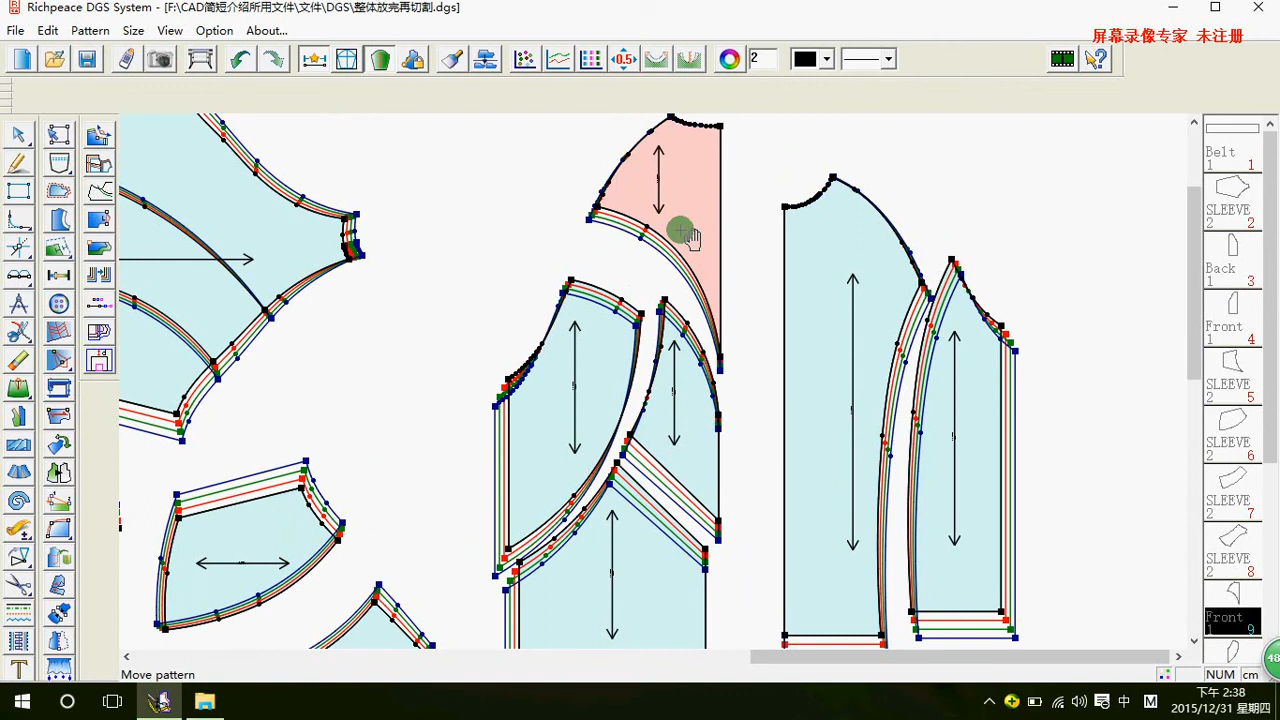 Richpeace DGS System - [F:\CAD简短介绍所用文件\文件\DGS\整体放亮再切割.dgs]
File Edit Pattern Size View Option About...
屏幕录像专家 未注册
0.5 2
Belt
1 1
SLEEVE
2 2
Back
1 3
Front
1 4
SLEEVE
2 5
SLEEVE
2 6
SLEEVE
2 7
SLEEVE
2 8
Front
1 9
48
Move pattern
NUM cm
中 M
下午 2:38
2015/12/31 星期四